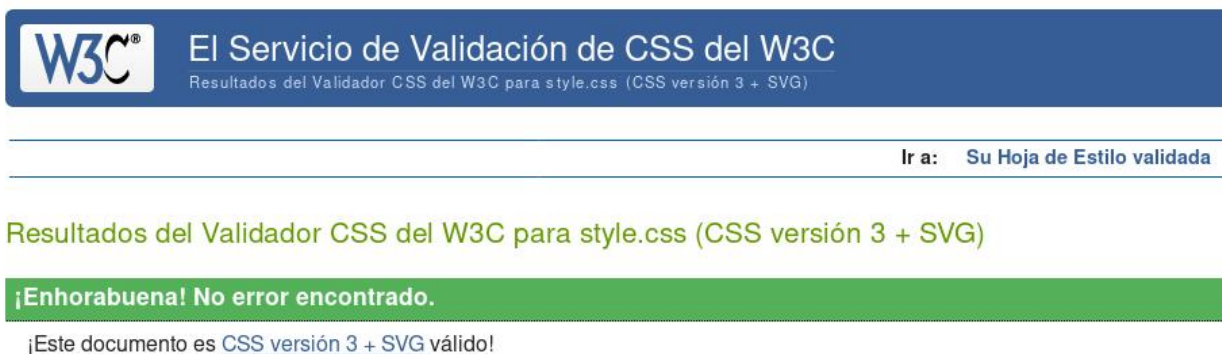 W3C®
El Servicio de Validación de CSS del W3C
Resultados del Validador CSS del W3C para style.css (CSS versión 3 + SVG)
Ir a: Su Hoja de Estilo validada
Resultados del Validador CSS del W3C para style.css (CSS versión 3 + SVG)
¡Enhorabuena! No error encontrado.
¡Este documento es CSS versión 3 + SVG válido!